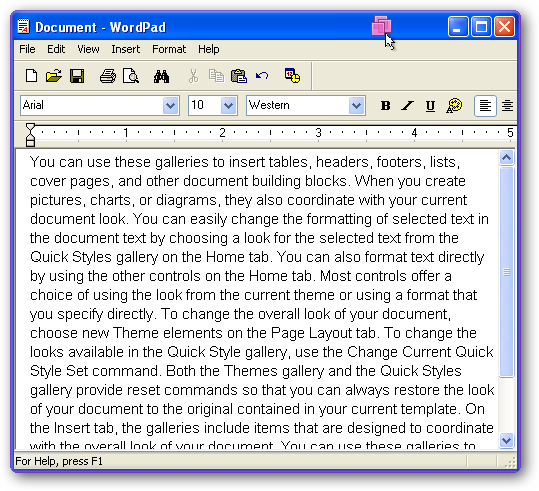 Document - WordPad
File Edit View Insert Format Help
Arial 10 Western B I U
1 2 3 4 5
You can use these galleries to insert tables, headers, footers, lists,
cover pages, and other document building blocks. When you create
pictures, charts, or diagrams, they also coordinate with your current
document look. You can easily change the formatting of selected text in
the document text by choosing a look for the selected text from the
Quick Styles gallery on the Home tab. You can also format text directly
by using the other controls on the Home tab. Most controls offer a
choice of using the look from the current theme or using a format that
you specify directly. To change the overall look of your document,
choose new Theme elements on the Page Layout tab. To change the
looks available in the Quick Style gallery, use the Change Current Quick
Style Set command. Both the Themes gallery and the Quick Styles
gallery provide reset commands so that you can always restore the look
of your document to the original contained in your current template. On
the Insert tab, the galleries include items that are designed to coordinate
with the overall look of your document. You can use these galleries to
For Help, press F1